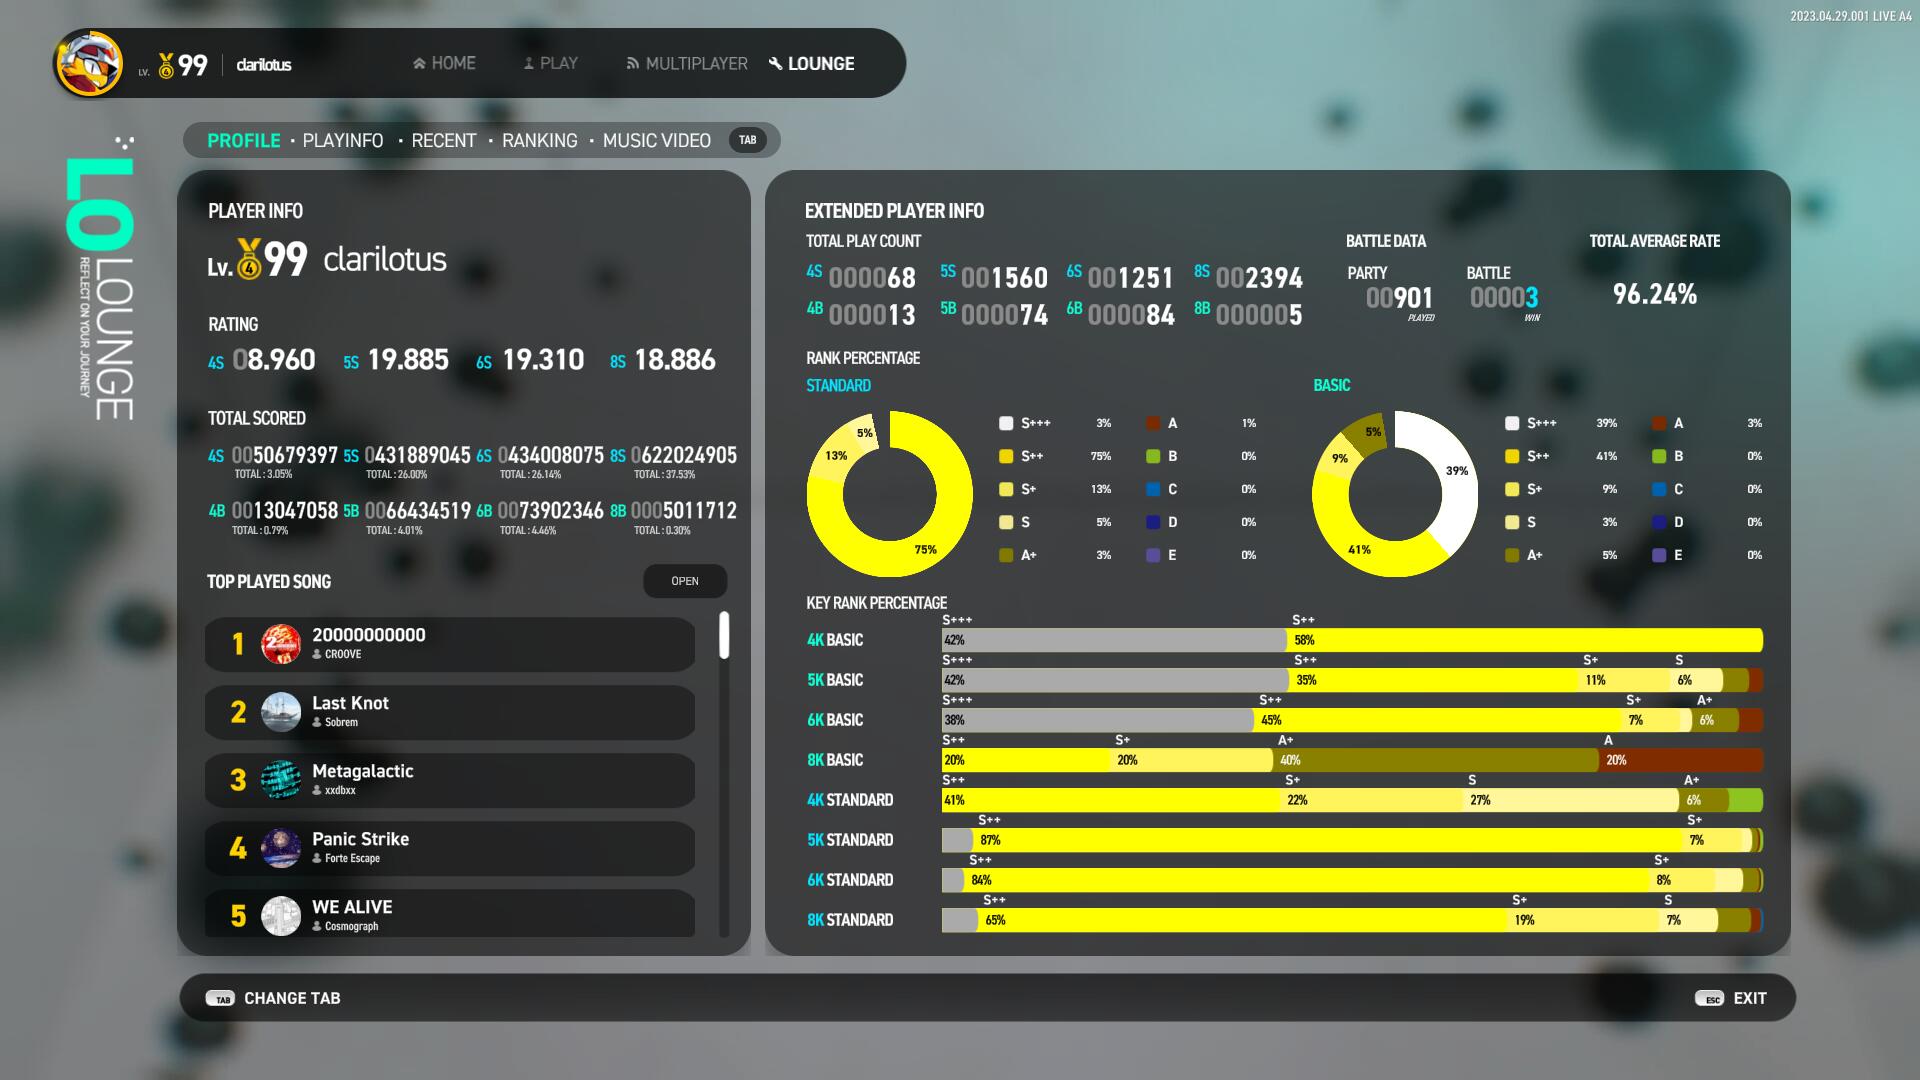 2023.04.29.001 LIVE A4
LV. 4 99 clarilotus
HOME PLAY MULTIPLAYER LOUNGE
PROFILE · PLAYINFO · RECENT · RANKING · MUSIC VIDEO TAB
LO
LOUNGE
REFLECT ON YOUR JOURNEY
PLAYER INFO
Lv. 4 99 clarilotus
RATING
4S 08.960 5S 19.885 6S 19.310 8S 18.886
TOTAL SCORED
4S 0050679397 5S 0431889045 6S 0434008075 8S 0622024905
TOTAL : 3.05% TOTAL : 26.00% TOTAL : 26.14% TOTAL : 37.53%
4B 0013047058 5B 0066434519 6B 0073902346 8B 0005011712
TOTAL : 0.79% TOTAL : 4.01% TOTAL : 4.46% TOTAL : 0.30%
TOP PLAYED SONG OPEN
1 20000000000
CROOVE
2 Last Knot
Sobrem
3 Metagalactic
xxdbxx
4 Panic Strike
Forte Escape
5 WE ALIVE
Cosmograph
EXTENDED PLAYER INFO
TOTAL PLAY COUNT
4S 000068 5S 001560 6S 001251 8S 002394
4B 000013 5B 000074 6B 000084 8B 000005
BATTLE DATA
PARTY BATTLE
00901 00003
PLAYED WIN
TOTAL AVERAGE RATE
96.24%
RANK PERCENTAGE
STANDARD
5%
13%
75%
S+++ 3% A 1%
S++ 75% B 0%
S+ 13% C 0%
S 5% D 0%
A+ 3% E 0%
BASIC
5%
9%
39%
41%
S+++ 39% A 3%
S++ 41% B 0%
S+ 9% C 0%
S 3% D 0%
A+ 5% E 0%
KEY RANK PERCENTAGE
S+++ S++
4K BASIC 42% 58%
S+++ S++ S+ S
5K BASIC 42% 35% 11% 6%
S+++ S++ S+ A+
6K BASIC 38% 45% 7% 6%
S++ S+ A+ A
8K BASIC 20% 20% 40% 20%
S++ S+ S A+
4K STANDARD 41% 22% 27% 6%
S++ S+
5K STANDARD 87% 7%
S++ S+
6K STANDARD 84% 8%
S++ S+ S
8K STANDARD 65% 19% 7%
TAB CHANGE TAB
ESC EXIT